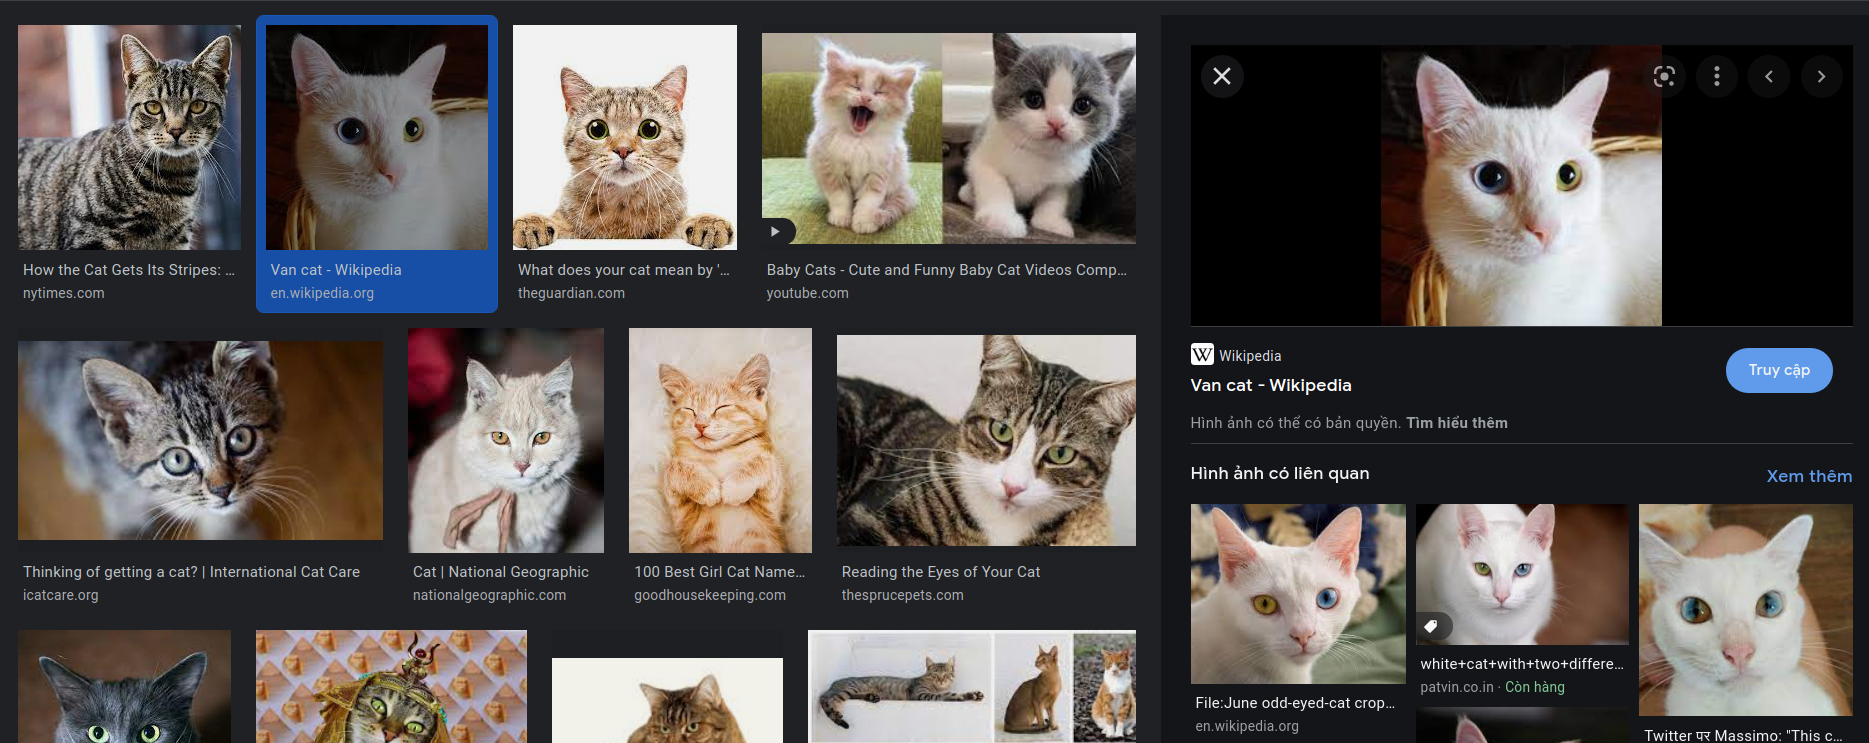 How the Cat Gets Its Stripes: ...
nytimes.com
Van cat - Wikipedia
en.wikipedia.org
What does your cat mean by '...
theguardian.com
Baby Cats - Cute and Funny Baby Cat Videos Comp...
youtube.com
Thinking of getting a cat? | International Cat Care
icatcare.org
Cat | National Geographic
nationalgeographic.com
100 Best Girl Cat Name...
goodhousekeeping.com
Reading the Eyes of Your Cat
thesprucepets.com
W Wikipedia
Van cat - Wikipedia
Truy cập
Hình ảnh có thể có bản quyền. Tìm hiểu thêm
Hình ảnh có liên quan
Xem thêm
File:June odd-eyed-cat crop...
en.wikipedia.org
white+cat+with+two+differe...
patvin.co.in · Còn hàng
Twitter पर Massimo: "This c...